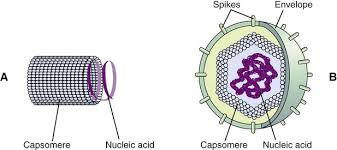 Spikes Envelope
A B
Capsomere Nucleic acid Capsomere Nucleic acid